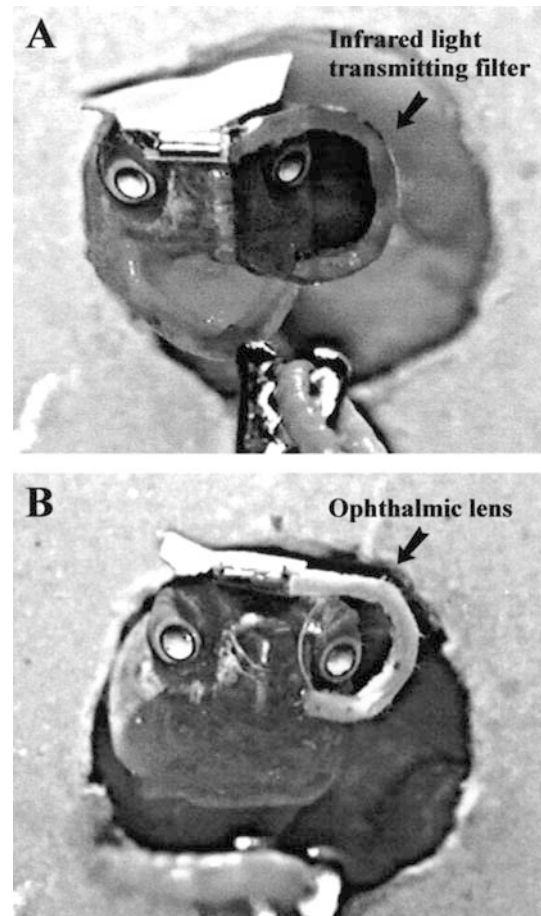 A
Infrared light
transmitting filter
B
Ophthalmic lens